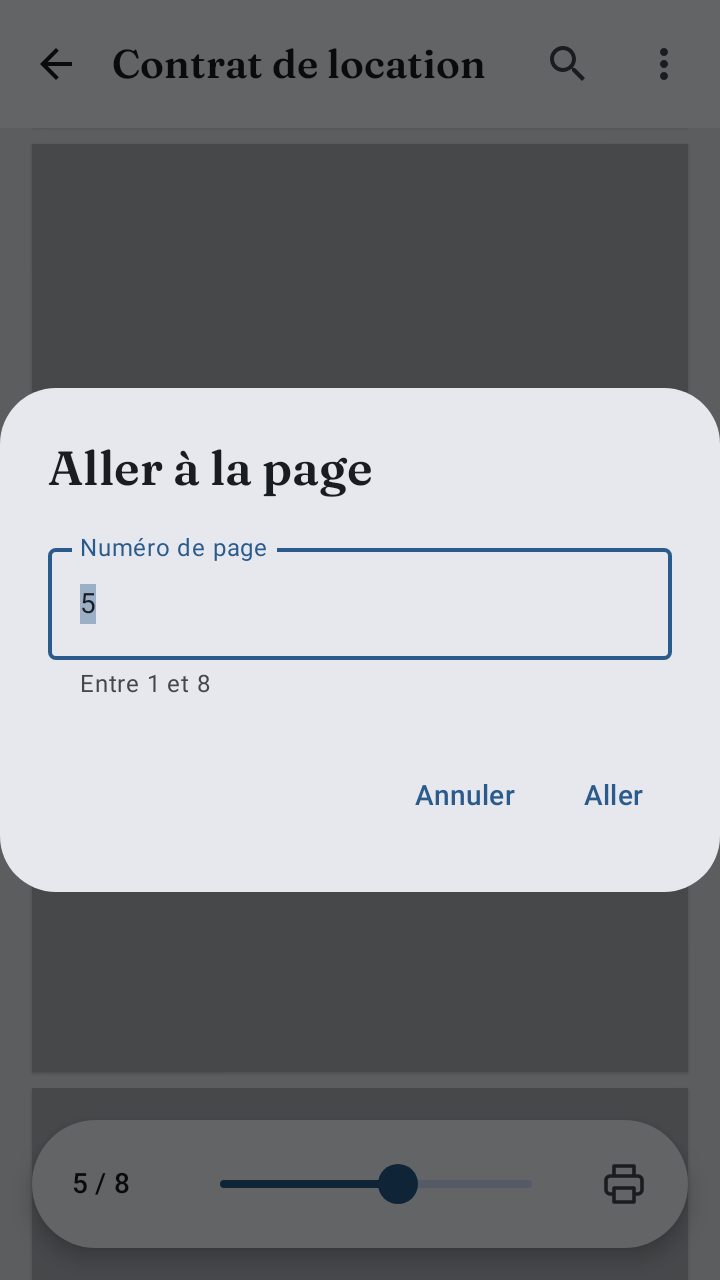 Contrat de location
Aller à la page
Numéro de page
5
Entre 1 et 8
Annuler
Aller
5 / 8